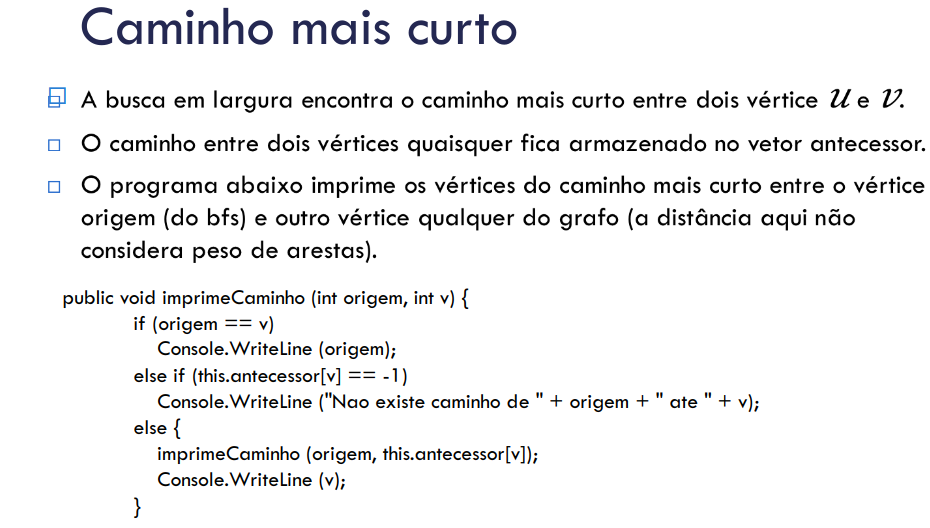 Caminho mais curto
A busca em largura encontra o caminho mais curto entre dois vértice 𝒰 e 𝒱.
O caminho entre dois vértices quaisquer fica armazenado no vetor antecessor.
O programa abaixo imprime os vértices do caminho mais curto entre o vértice
origem (do bfs) e outro vértice qualquer do grafo (a distância aqui não
considera peso de arestas).
public void imprimeCaminho (int origem, int v) {
if (origem == v)
Console.WriteLine (origem);
else if (this.antecessor[v] == -1)
Console.WriteLine ("Nao existe caminho de " + origem + " ate " + v);
else {
imprimeCaminho (origem, this.antecessor[v]);
Console.WriteLine (v);
}